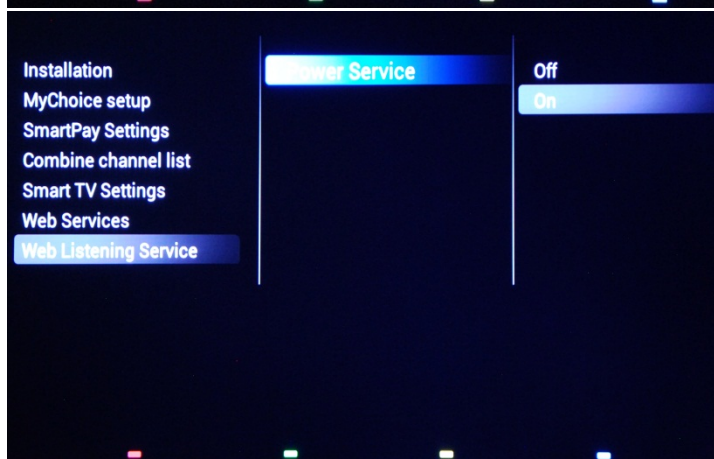 Installation
MyChoice setup
SmartPay Settings
Combine channel list
Smart TV Settings
Web Services
Web Listening Service
Power Service
Off
On